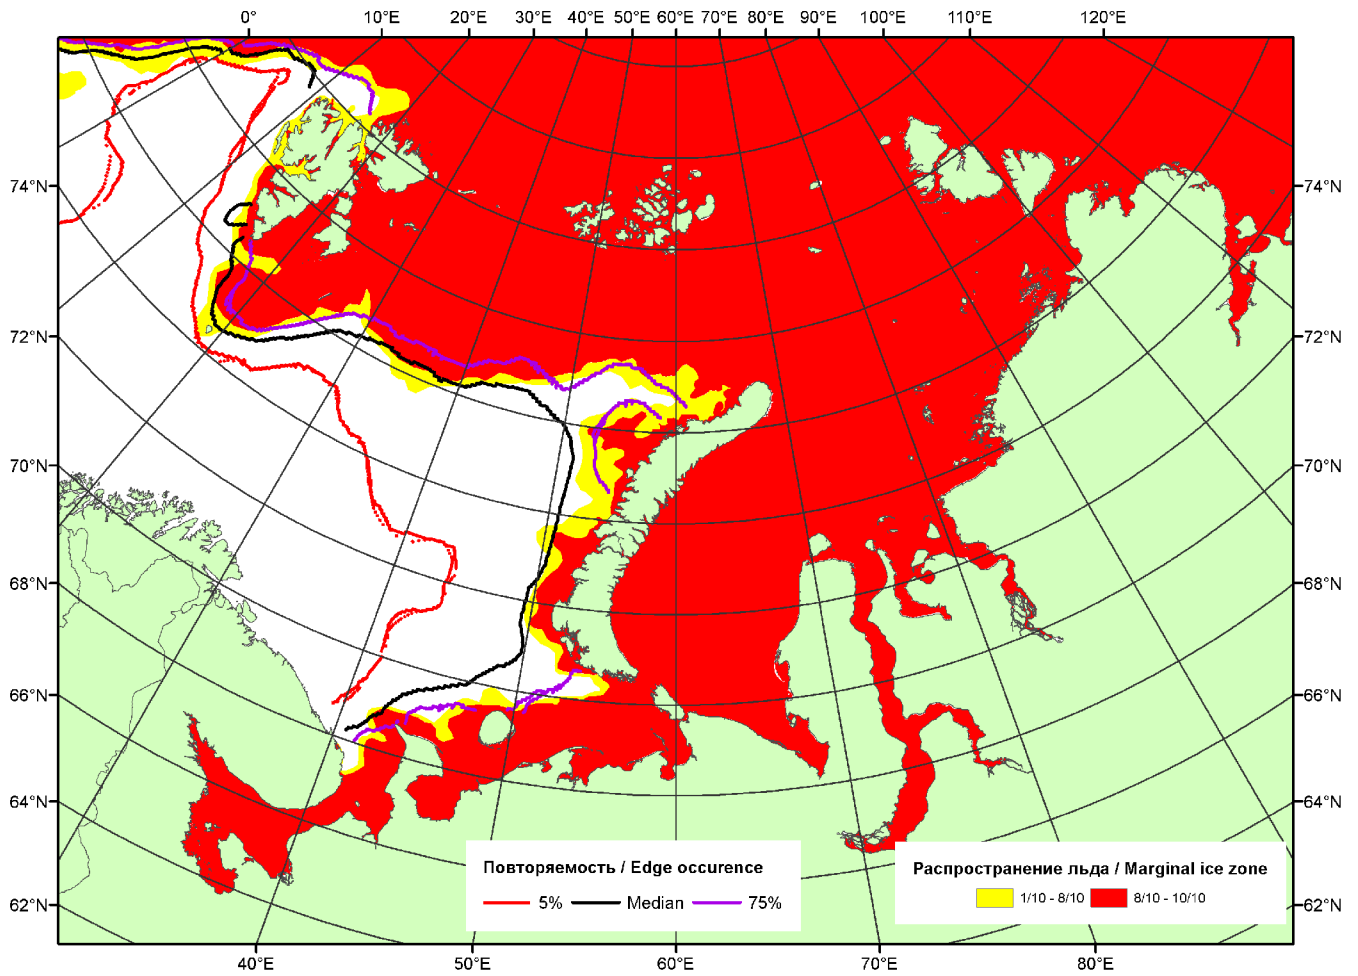 0° 10°E 20°E 30°E 40°E 50°E 60°E 70°E 80°E 90°E 100°E 110°E 120°E
74°N 74°N
72°N 72°N
70°N 70°N
68°N 68°N
66°N 66°N
64°N 64°N
Повторяемость / Edge occurence
5% Median 75%
Распространение льда / Marginal ice zone
1/10 - 8/10 8/10 - 10/10
62°N 62°N
40°E 50°E 60°E 70°E 80°E